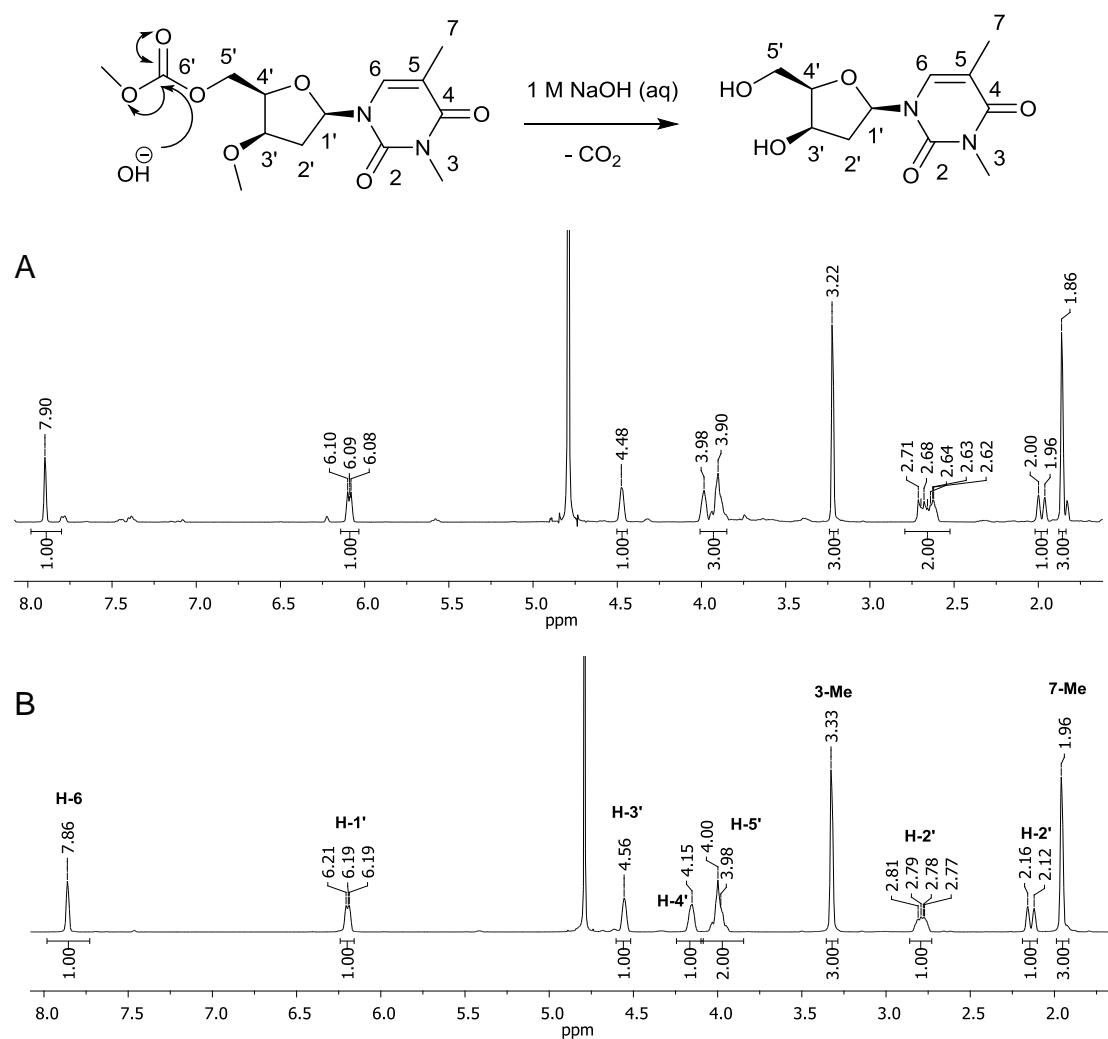 O 6' 5' O 4' O 1' 2' 3' O N 6 5 7 4 O N 3 2 O
O OH ⊖
1 M NaOH (aq)
- CO2
HO 5' 4' O 1' 2' 3' HO N 6 5 7 4 O N 3 2 O
A
7.90 6.10 6.09 6.08 4.48 3.98 3.90 3.22 2.71 2.68 2.64 2.63 2.62 2.00 1.96 1.86
1.00 1.00 1.00 3.00 3.00 2.00 1.00 3.00
8.0 7.5 7.0 6.5 6.0 5.5 5.0 4.5 4.0 3.5 3.0 2.5 2.0
ppm
B
H-6 H-1' H-3' H-4' H-5' 3-Me H-2' H-2' 7-Me
7.86 6.21 6.19 6.19 4.56 4.15 4.00 3.98 3.33 2.81 2.79 2.78 2.77 2.16 2.12 1.96
1.00 1.00 1.00 1.00 2.00 3.00 1.00 1.00 3.00
8.0 7.5 7.0 6.5 6.0 5.5 5.0 4.5 4.0 3.5 3.0 2.5 2.0
ppm